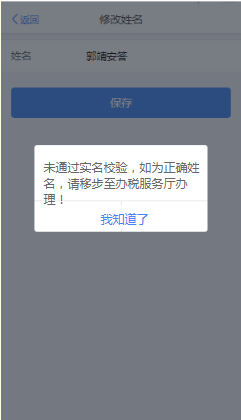 返回 修改姓名
姓名 郭靖安答
保存
未通过实名校验，如为正确姓
名，请移步至办税服务厅办
理！
我知道了